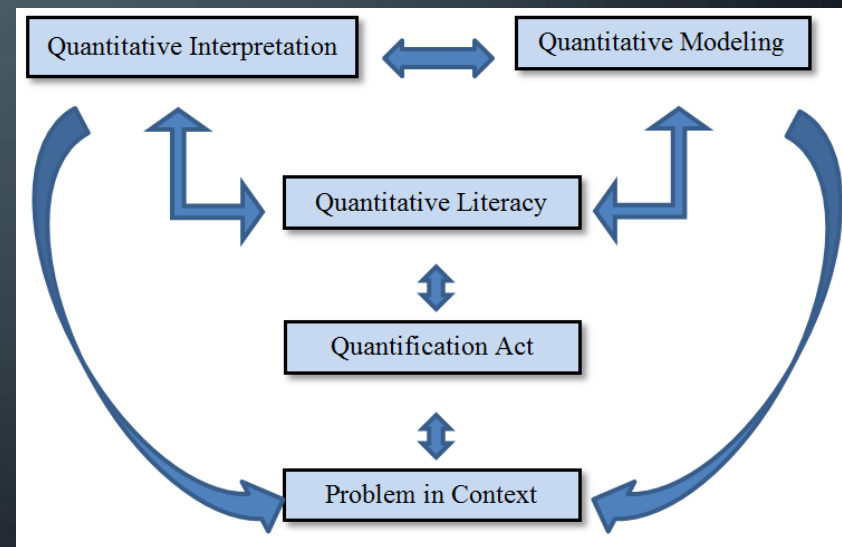 Quantitative Interpretation
Quantitative Modeling
Quantitative Literacy
Quantification Act
Problem in Context